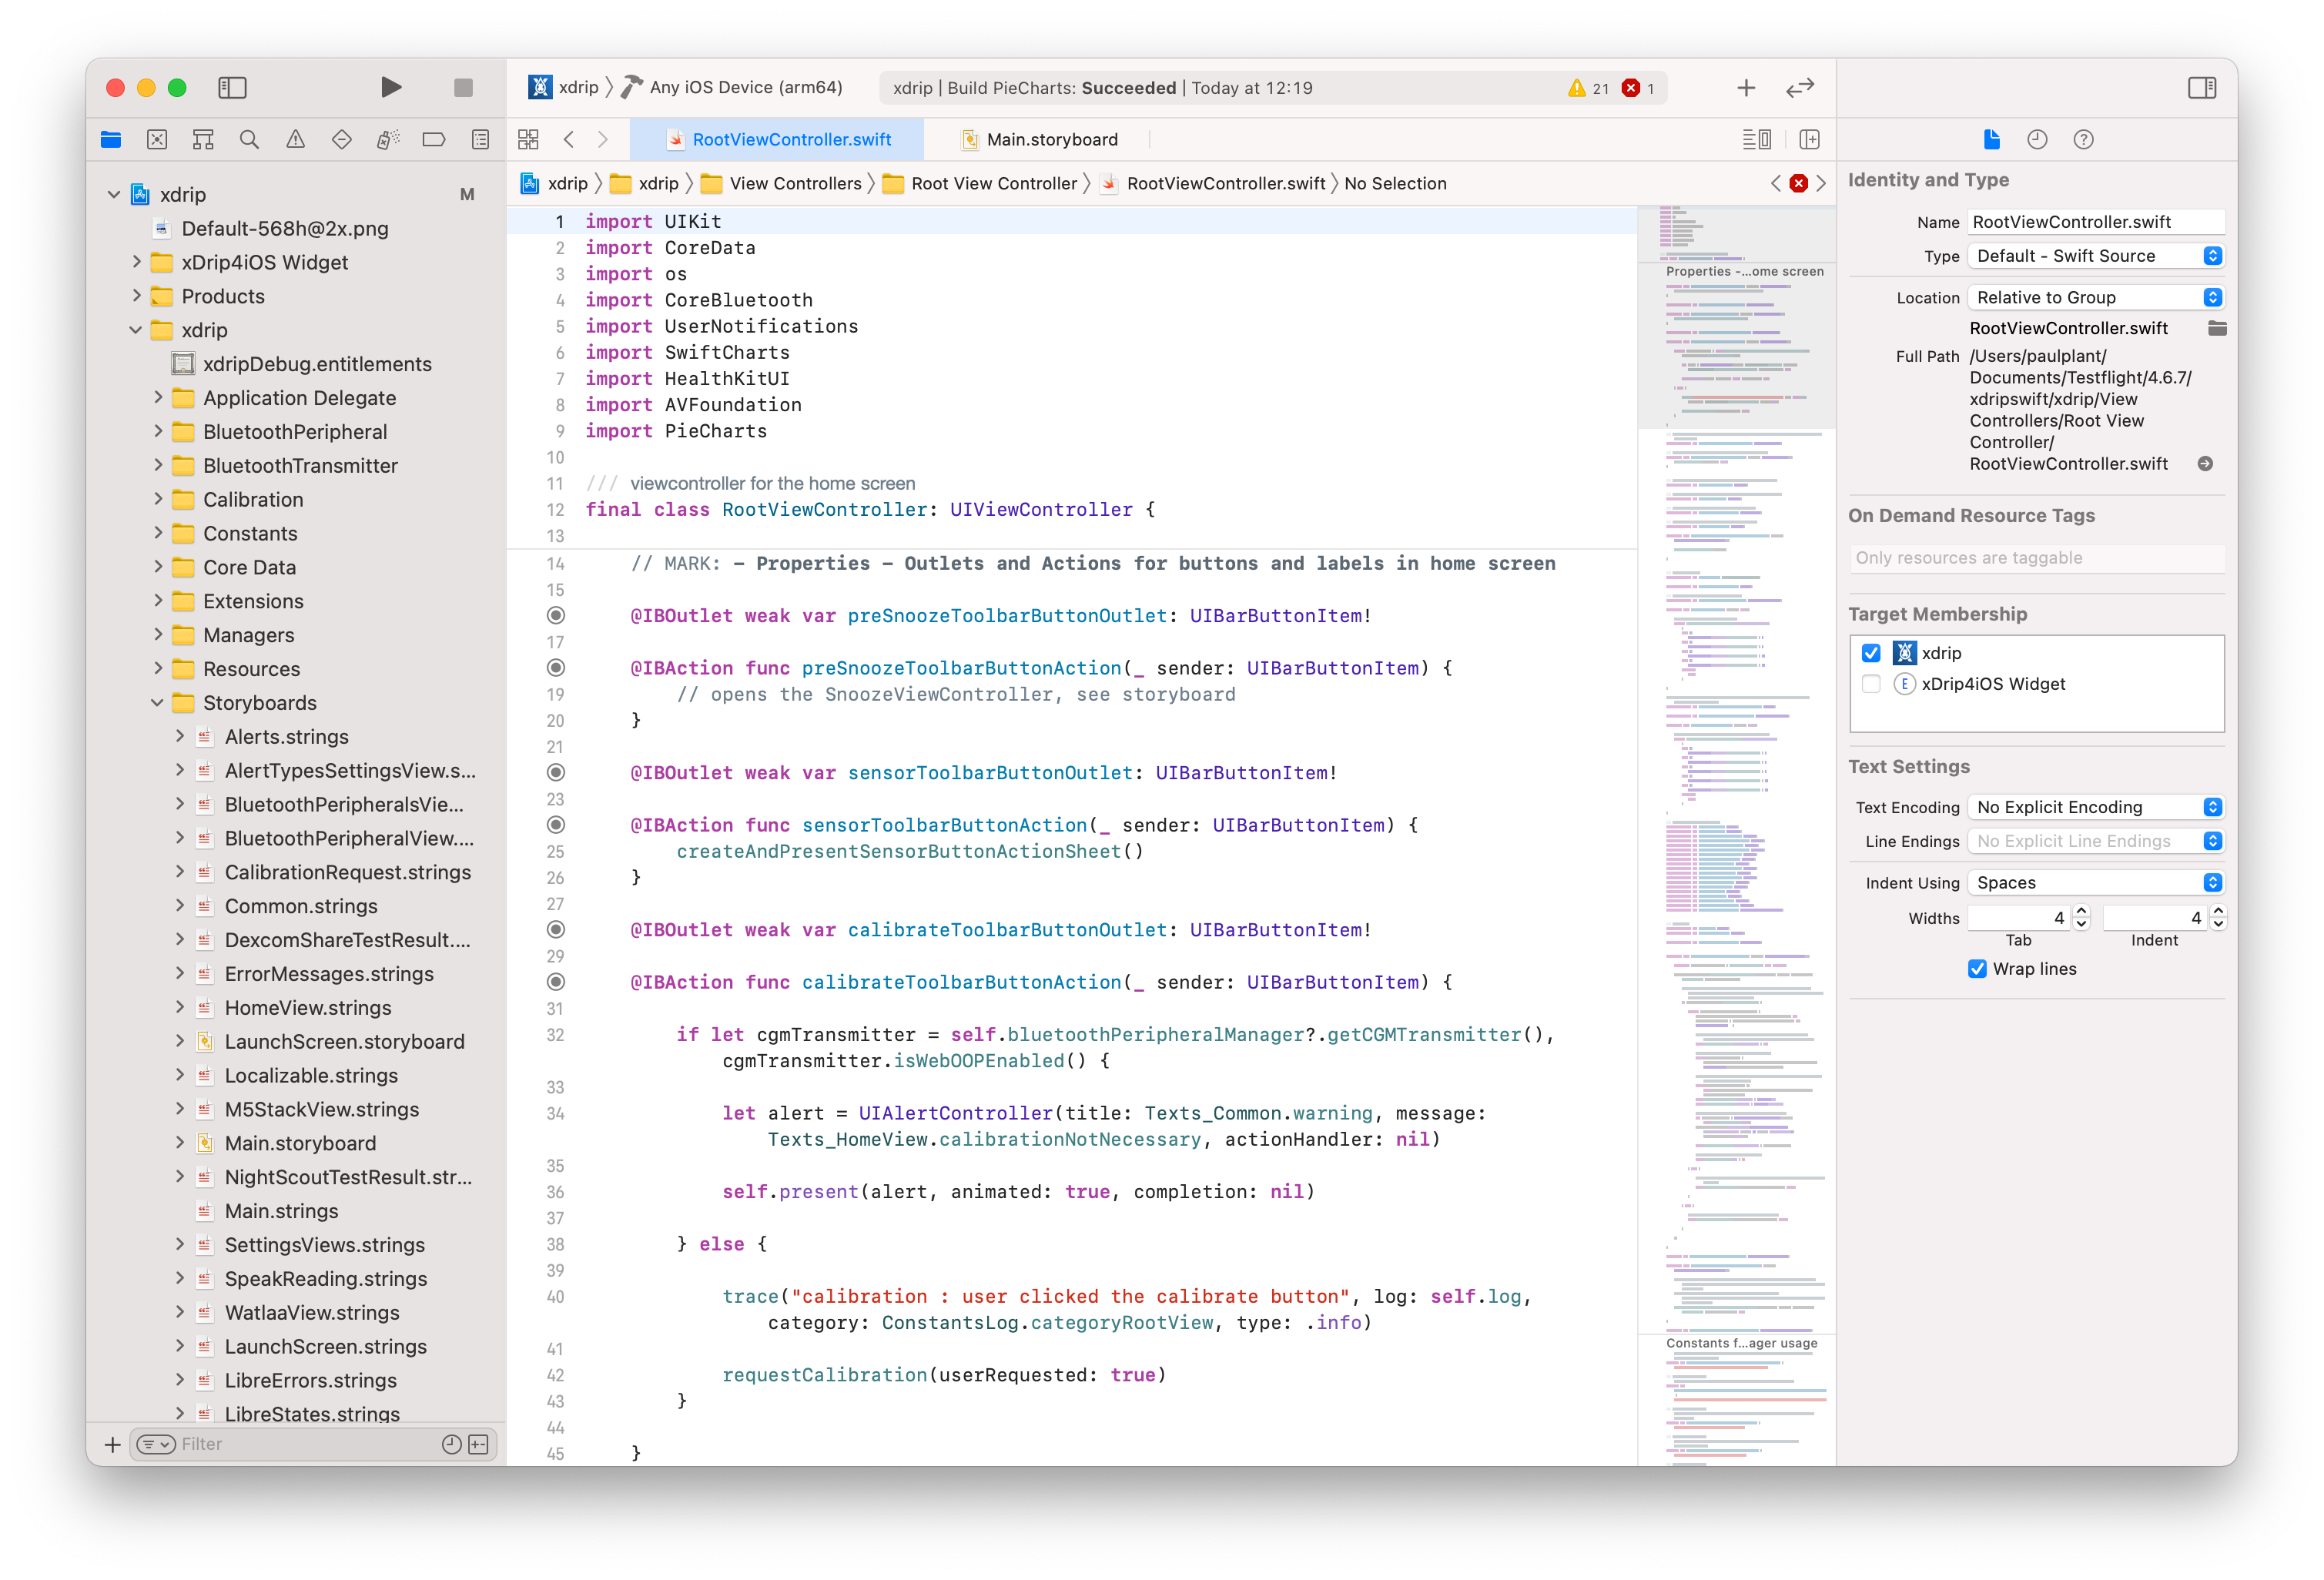 xdrip
Any iOS Device (arm64)
xdrip | Build PieCharts: Succeeded | Today at 12:19
21
1
RootViewController.swift
Main.storyboard
xdrip
xdrip
View Controllers
Root View Controller
RootViewController.swift
No Selection
xdrip
M
Default-568h@2x.png
xDrip4iOS Widget
Products
xdrip
xdripDebug.entitlements
Application Delegate
BluetoothPeripheral
BluetoothTransmitter
Calibration
Constants
Core Data
Extensions
Managers
Resources
Storyboards
Alerts.strings
AlertTypesSettingsView.s...
BluetoothPeripheralsVie...
BluetoothPeripheralView....
CalibrationRequest.strings
Common.strings
DexcomShareTestResult....
ErrorMessages.strings
HomeView.strings
LaunchScreen.storyboard
Localizable.strings
M5StackView.strings
Main.storyboard
NightScoutTestResult.str...
Main.strings
SettingsViews.strings
SpeakReading.strings
WatlaaView.strings
LaunchScreen.strings
LibreErrors.strings
LibreStates.strings
Filter
1 import UIKit
2 import CoreData
3 import os
4 import CoreBluetooth
5 import UserNotifications
6 import SwiftCharts
7 import HealthKitUI
8 import AVFoundation
9 import PieCharts
10
11 /// viewcontroller for the home screen
12 final class RootViewController: UIViewController {
13
14 // MARK: - Properties - Outlets and Actions for buttons and labels in home screen
15
@IBOutlet weak var preSnoozeToolbarButtonOutlet: UIBarButtonItem!
17
@IBAction func preSnoozeToolbarButtonAction(_ sender: UIBarButtonItem) {
19 // opens the SnoozeViewController, see storyboard
20 }
21
@IBOutlet weak var sensorToolbarButtonOutlet: UIBarButtonItem!
23
@IBAction func sensorToolbarButtonAction(_ sender: UIBarButtonItem) {
25 createAndPresentSensorButtonActionSheet()
26 }
27
@IBOutlet weak var calibrateToolbarButtonOutlet: UIBarButtonItem!
29
@IBAction func calibrateToolbarButtonAction(_ sender: UIBarButtonItem) {
31
32 if let cgmTransmitter = self.bluetoothPeripheralManager?.getCGMTransmitter(),
cgmTransmitter.isWebOOPEnabled() {
33
34 let alert = UIAlertController(title: Texts_Common.warning, message:
Texts_HomeView.calibrationNotNecessary, actionHandler: nil)
35
36 self.present(alert, animated: true, completion: nil)
37
38 } else {
39
40 trace("calibration : user clicked the calibrate button", log: self.log,
category: ConstantsLog.categoryRootView, type: .info)
41
42 requestCalibration(userRequested: true)
43 }
44
45 }
Properties -...ome screen
Constants f...ager usage
Identity and Type
Name RootViewController.swift
Type Default - Swift Source
Location Relative to Group
RootViewController.swift
Full Path /Users/paulplant/
Documents/Testflight/4.6.7/
xdripswift/xdrip/View
Controllers/Root View
Controller/
RootViewController.swift
On Demand Resource Tags
Only resources are taggable
Target Membership
xdrip
E xDrip4iOS Widget
Text Settings
Text Encoding No Explicit Encoding
Line Endings No Explicit Line Endings
Indent Using Spaces
Widths 4 4
Tab Indent
Wrap lines